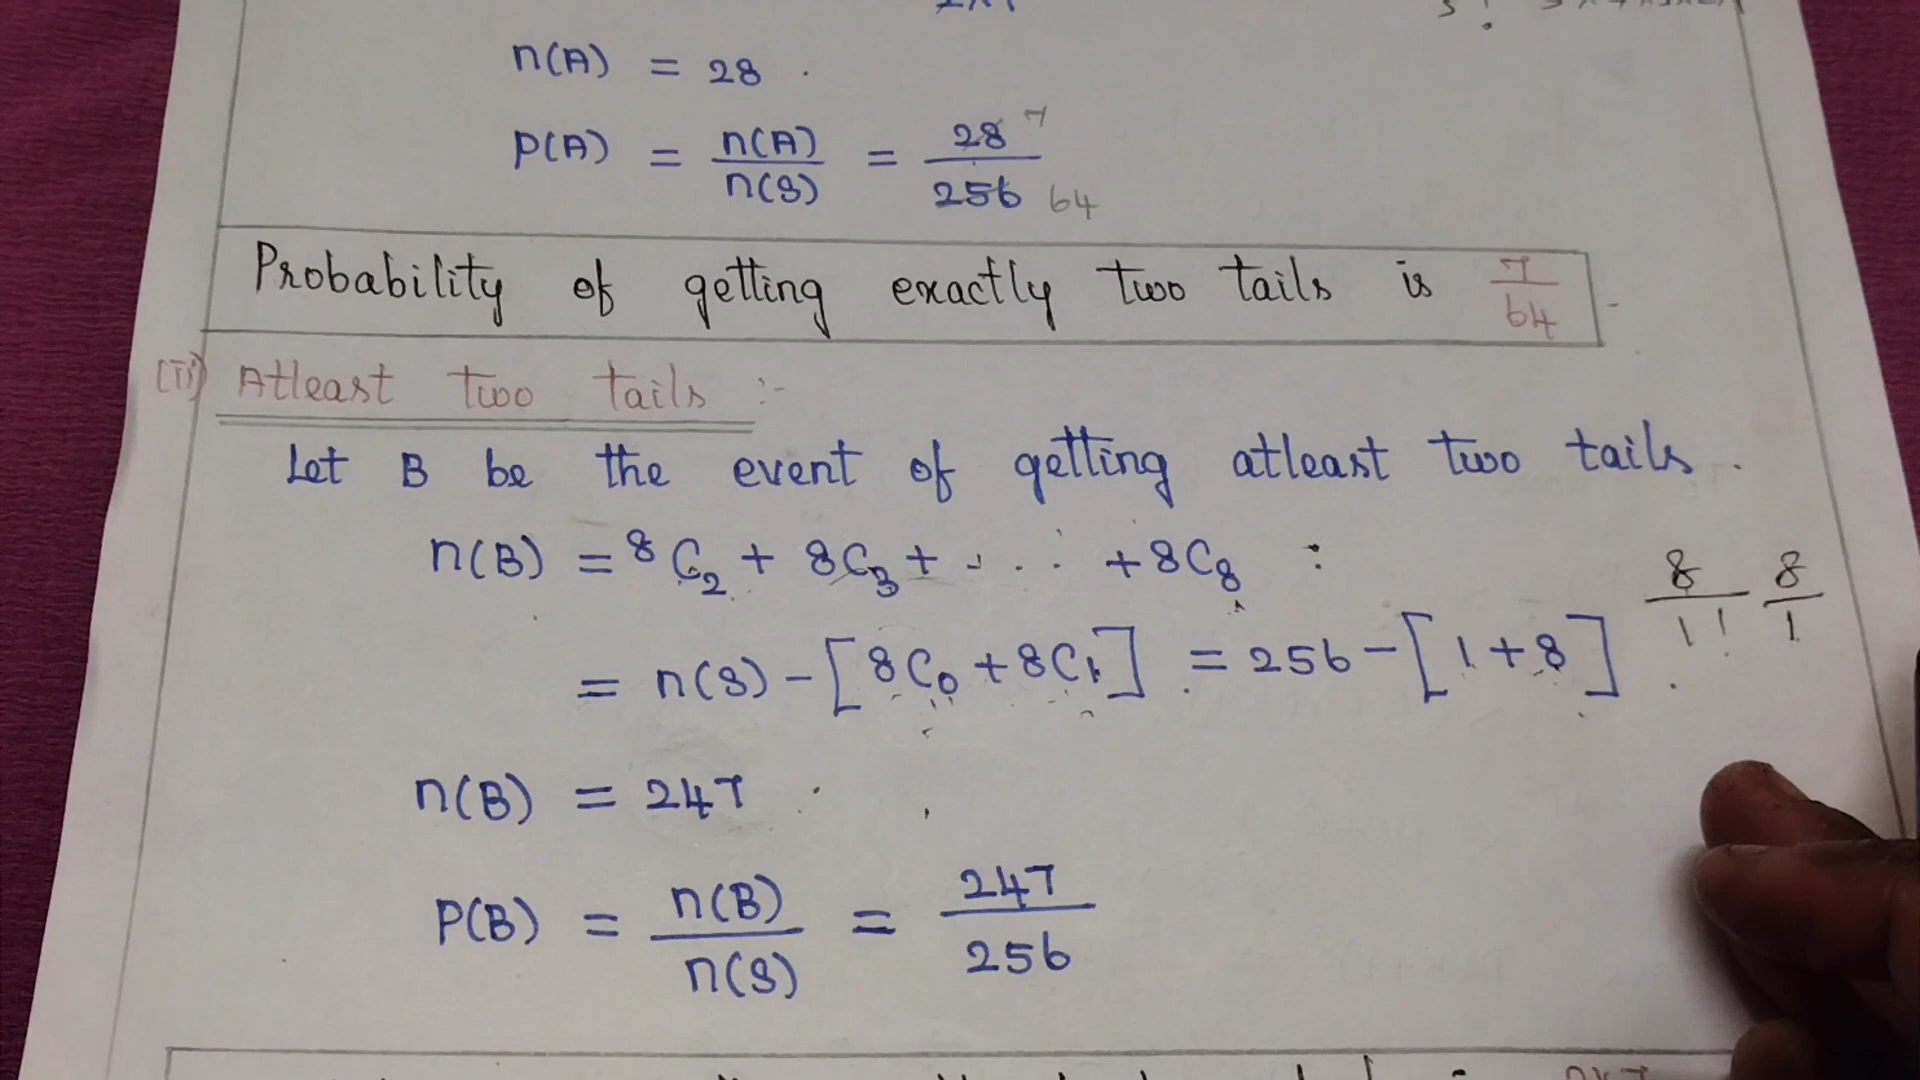 n(A) = 28
P(A) = n(A)/n(S) = 28/256 7 64
Probability of getting exactly two tails is 7/64
(ii) Atleast two tails :-
Let B be the event of getting atleast two tails.
n(B) = 8C₂ + 8C₃ + .... + 8C₈
= n(S) - [8C₀ + 8C₁] = 256 - [1 + 8]
8/1! 8/1
n(B) = 247
P(B) = n(B)/n(S) = 247/256